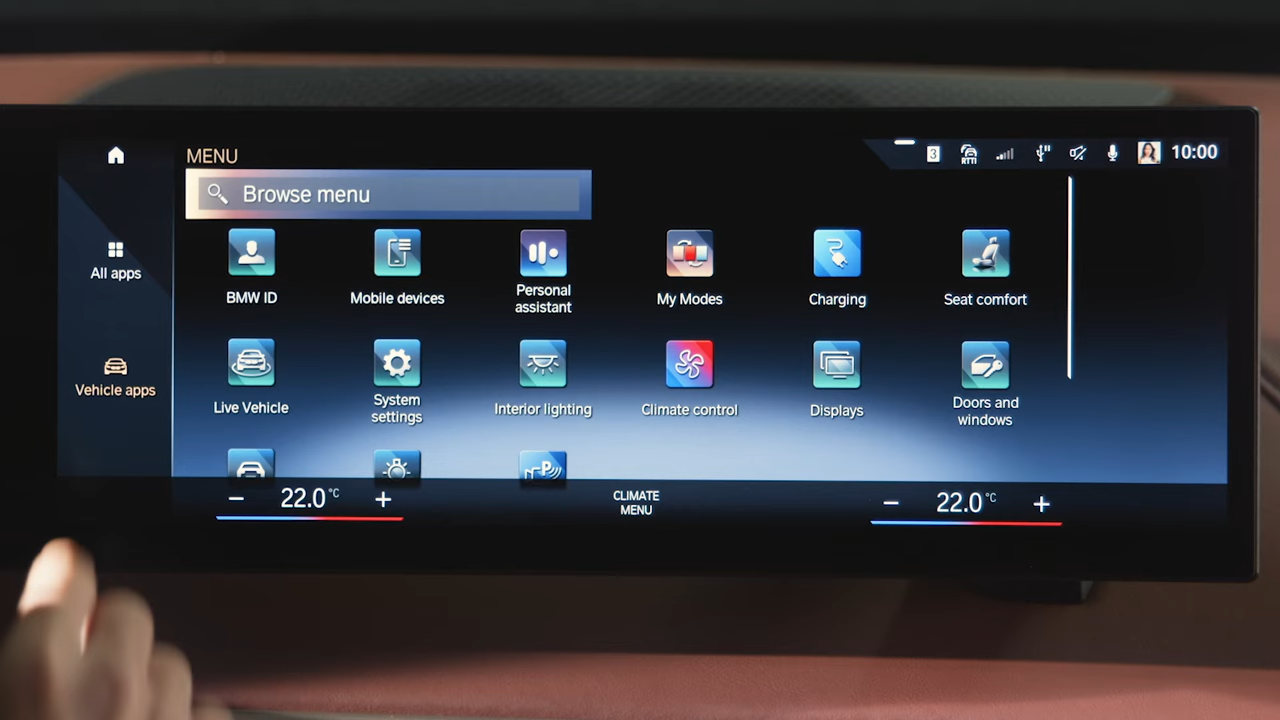 MENU
3
RTTI
10:00
Browse menu
All apps
Vehicle apps
BMW ID
Mobile devices
Personal
assistant
My Modes
Charging
Seat comfort
Live Vehicle
System
settings
Interior lighting
Climate control
Displays
Doors and
windows
P
− 22.0 °C +
CLIMATE
MENU
− 22.0 °C +